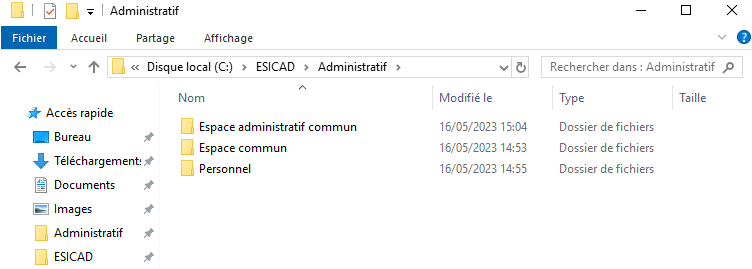 Administratif
Fichier Accueil Partage Affichage
« Disque local (C:) > ESICAD > Administratif > Rechercher dans : Administratif
Nom Modifié le Type Taille
Accès rapide
Bureau
Téléchargements
Documents
Images
Administratif
ESICAD
Espace administratif commun 16/05/2023 15:04 Dossier de fichiers
Espace commun 16/05/2023 14:53 Dossier de fichiers
Personnel 16/05/2023 14:55 Dossier de fichiers